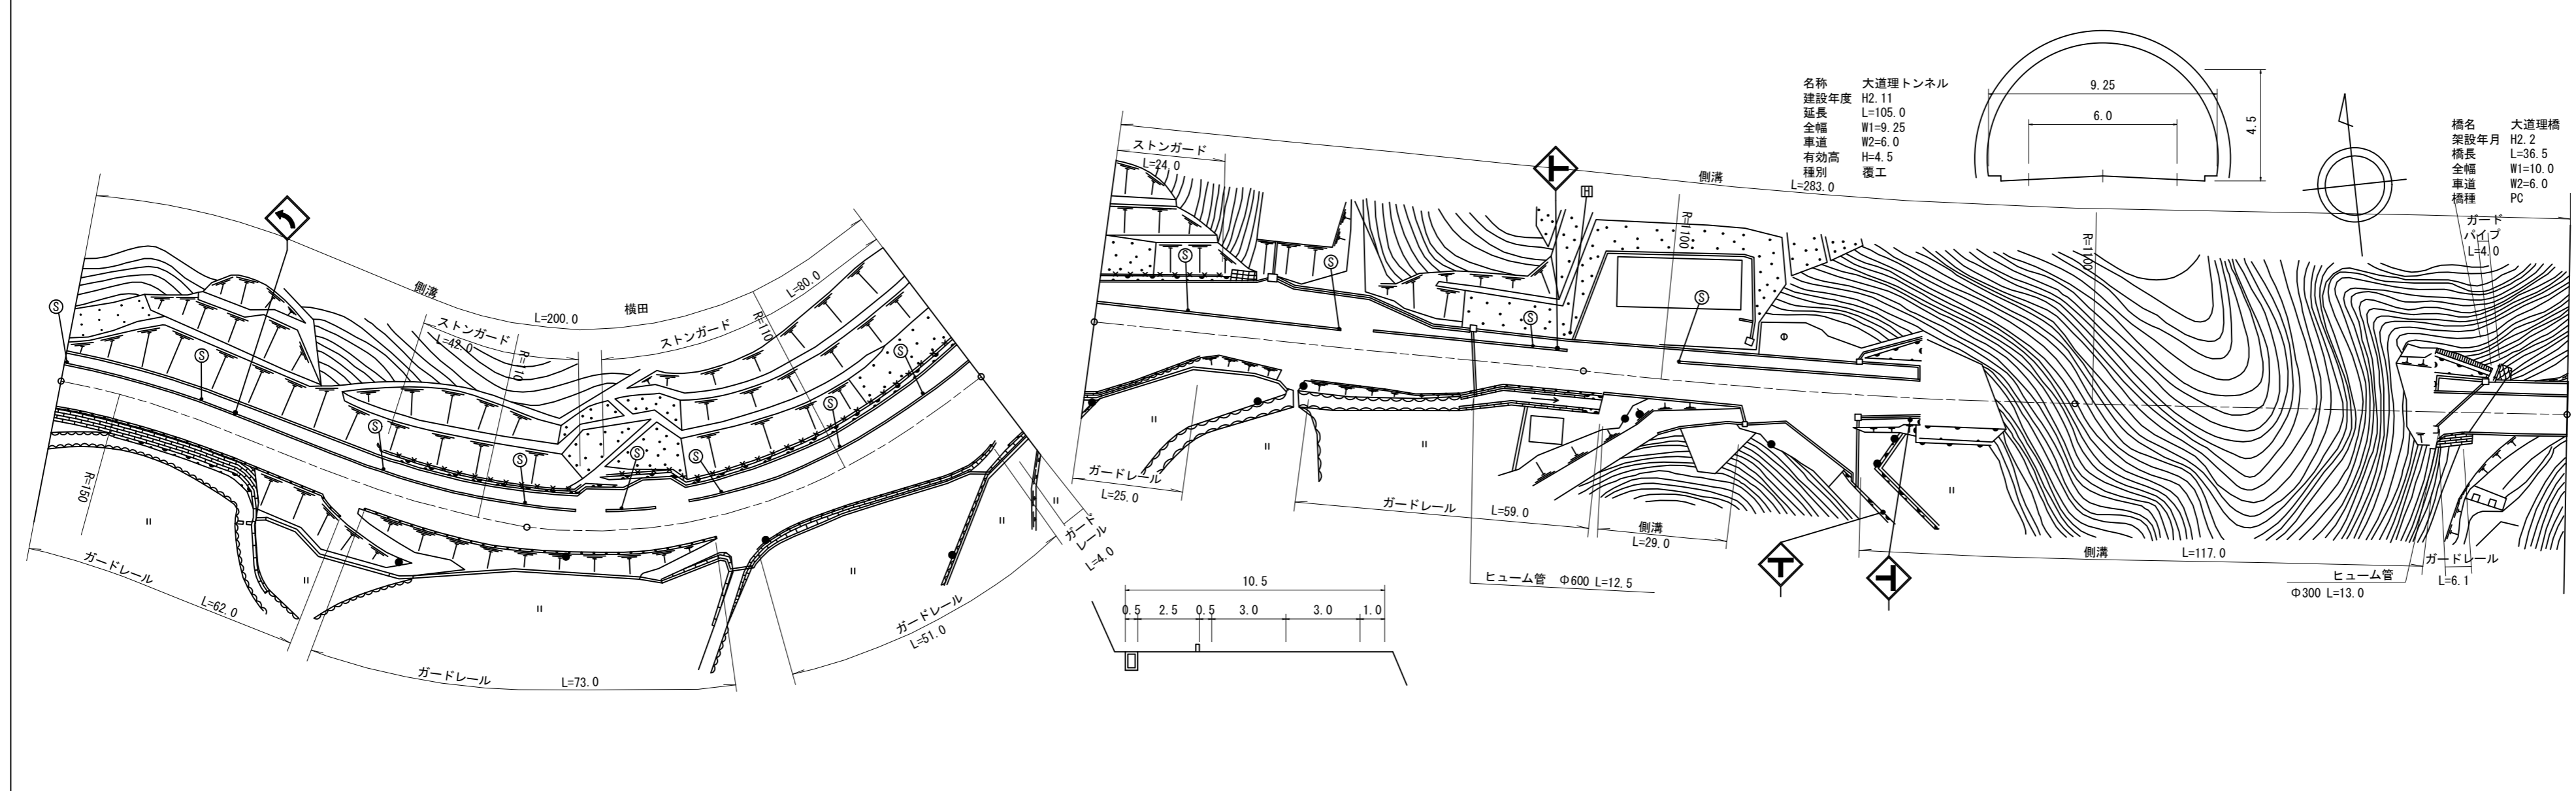 側溝
L=200.0
横田
ストンガード
L=42.0
R=110
ストンガード
L=80.0
R=110
R=150
S
S
S
S
S
S
S
S
ガードレール
L=62.0
ガードレール
L=73.0
ガードレール
L=51.0
ガード
レール
L=4.0
ストンガード
L=24.0
側溝
L=283.0
S
S
S
S
H
R=1100
R=1100
名称 大道理トンネル
建設年度 H2.11
延長 L=105.0
全幅 W1=9.25
車道 W2=6.0
有効高 H=4.5
種別 覆工
9.25
6.0
4.5
橋名 大道理橋
架設年月 H2.2
橋長 L=36.5
全幅 W1=10.0
車道 W2=6.0
橋種 PC
ガード
パイプ
L=4.0
ガードレール
L=25.0
ガードレール L=59.0
側溝
L=29.0
側溝 L=117.0
ヒューム管 Φ600 L=12.5
ヒューム管
Φ300 L=13.0
ガードレール
L=6.1
10.5
0.5 2.5 0.5 3.0 3.0 1.0